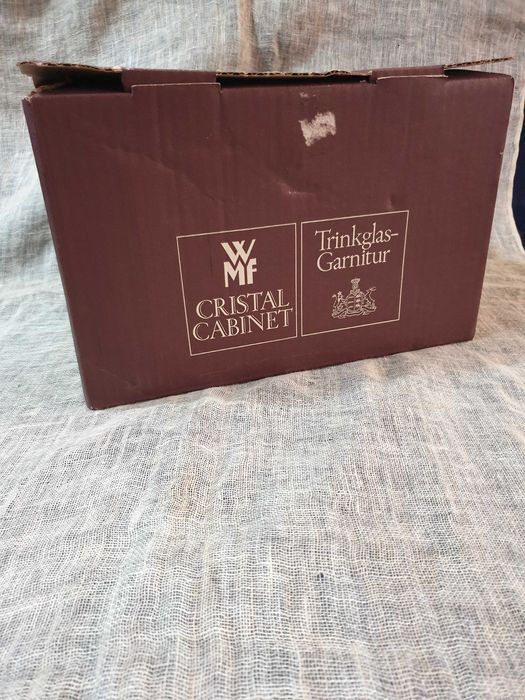 WMF
CRISTAL
CABINET
Trinkglas-
Garnitur